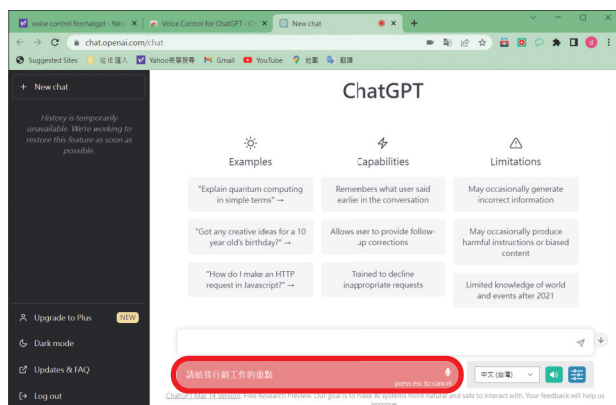 voice control forchatgpt - Yah
Voice Control for ChatGPT - C
New chat
chat.openai.com/chat
Suggested Sites
從 IE 匯入
Yahoo奇摩搜尋
Gmail
YouTube
地圖
翻譯
+ New chat
History is temporarily
unavailable. We're working to
restore this feature as soon as
possible.
Upgrade to Plus
NEW
Dark mode
Updates & FAQ
Log out
ChatGPT
Examples
"Explain quantum computing
in simple terms" →
"Got any creative ideas for a 10
year old's birthday?" →
"How do I make an HTTP
request in Javascript?" →
Capabilities
Remembers what user said
earlier in the conversation
Allows user to provide follow-
up corrections
Trained to decline
inappropriate requests
Limitations
May occasionally generate
incorrect information
May occasionally produce
harmful instructions or biased
content
Limited knowledge of world
and events after 2021
請給我行銷工作的重點
press esc to cancel
中文 (台灣)
ChatGPT Mar 14 Version. Free Research Preview. Our goal is to make AI systems more natural and safe to interact with. Your feedback will help us
improve.